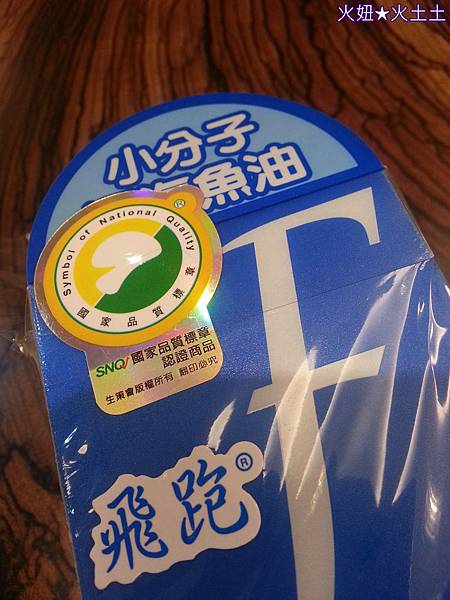 火妞★火土土
小分子
魚油
Symbol of National Quality ®
國家品質標章
SNQ 國家品質標章
認證商品
生策會版權所有 翻印必究
飛跑®
F